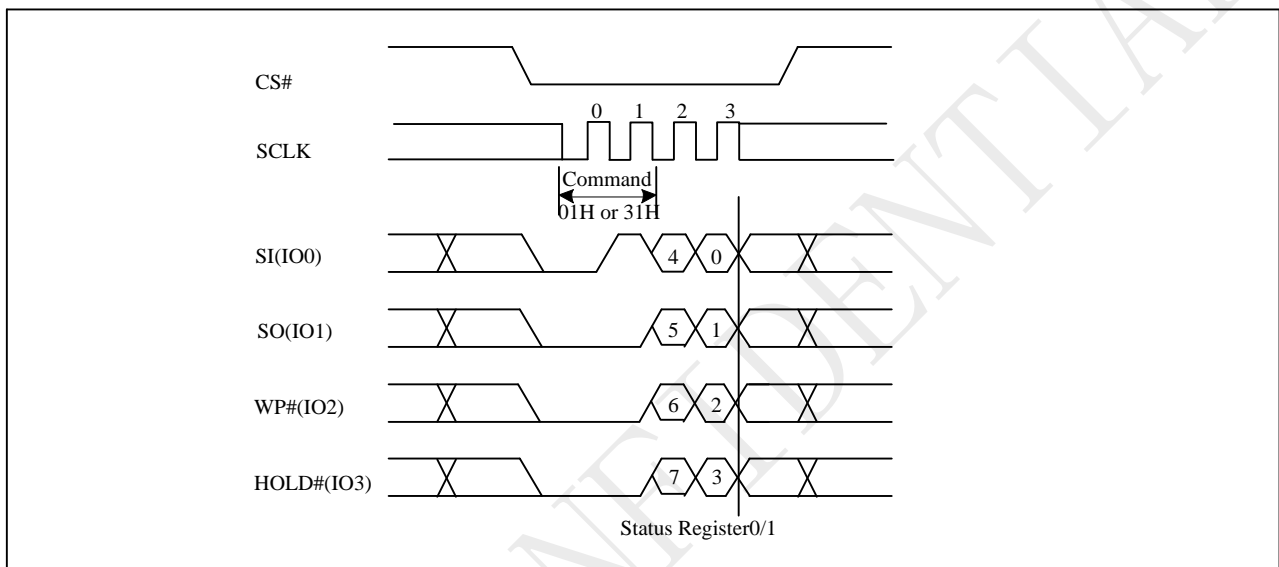 CS#
0 1 2 3
SCLK
Command
01H or 31H
SI(IO0)
4 0
SO(IO1)
5 1
WP#(IO2)
6 2
HOLD#(IO3)
7 3
Status Register0/1
NFIDENTIA